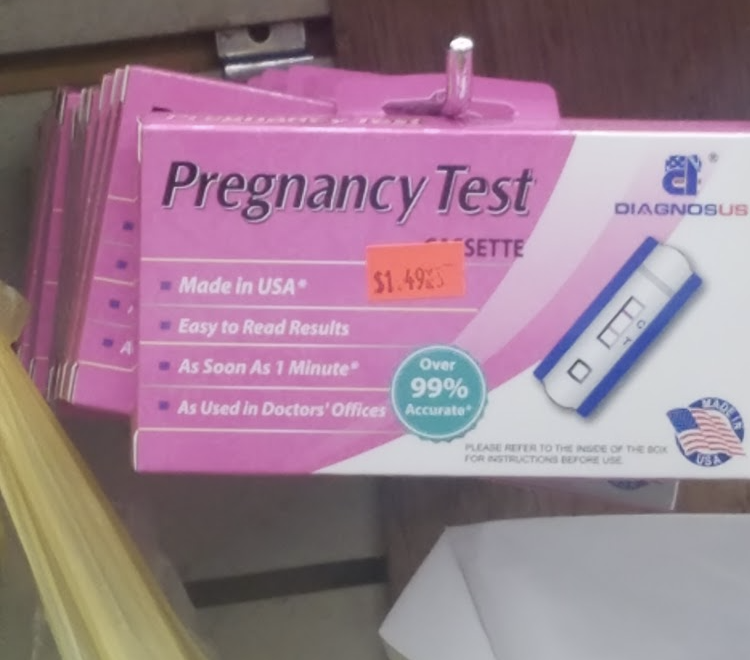 Pregnancy Test
DIAGNOSUS
®
SETTE
$1.49
Made in USA*
Easy to Read Results
As Soon As 1 Minute*
As Used in Doctors' Offices
Over
99%
Accurate*
T C
PLEASE REFER TO THE INSIDE OF THE BOX
FOR INSTRUCTIONS BEFORE USE.
MADE IN
USA